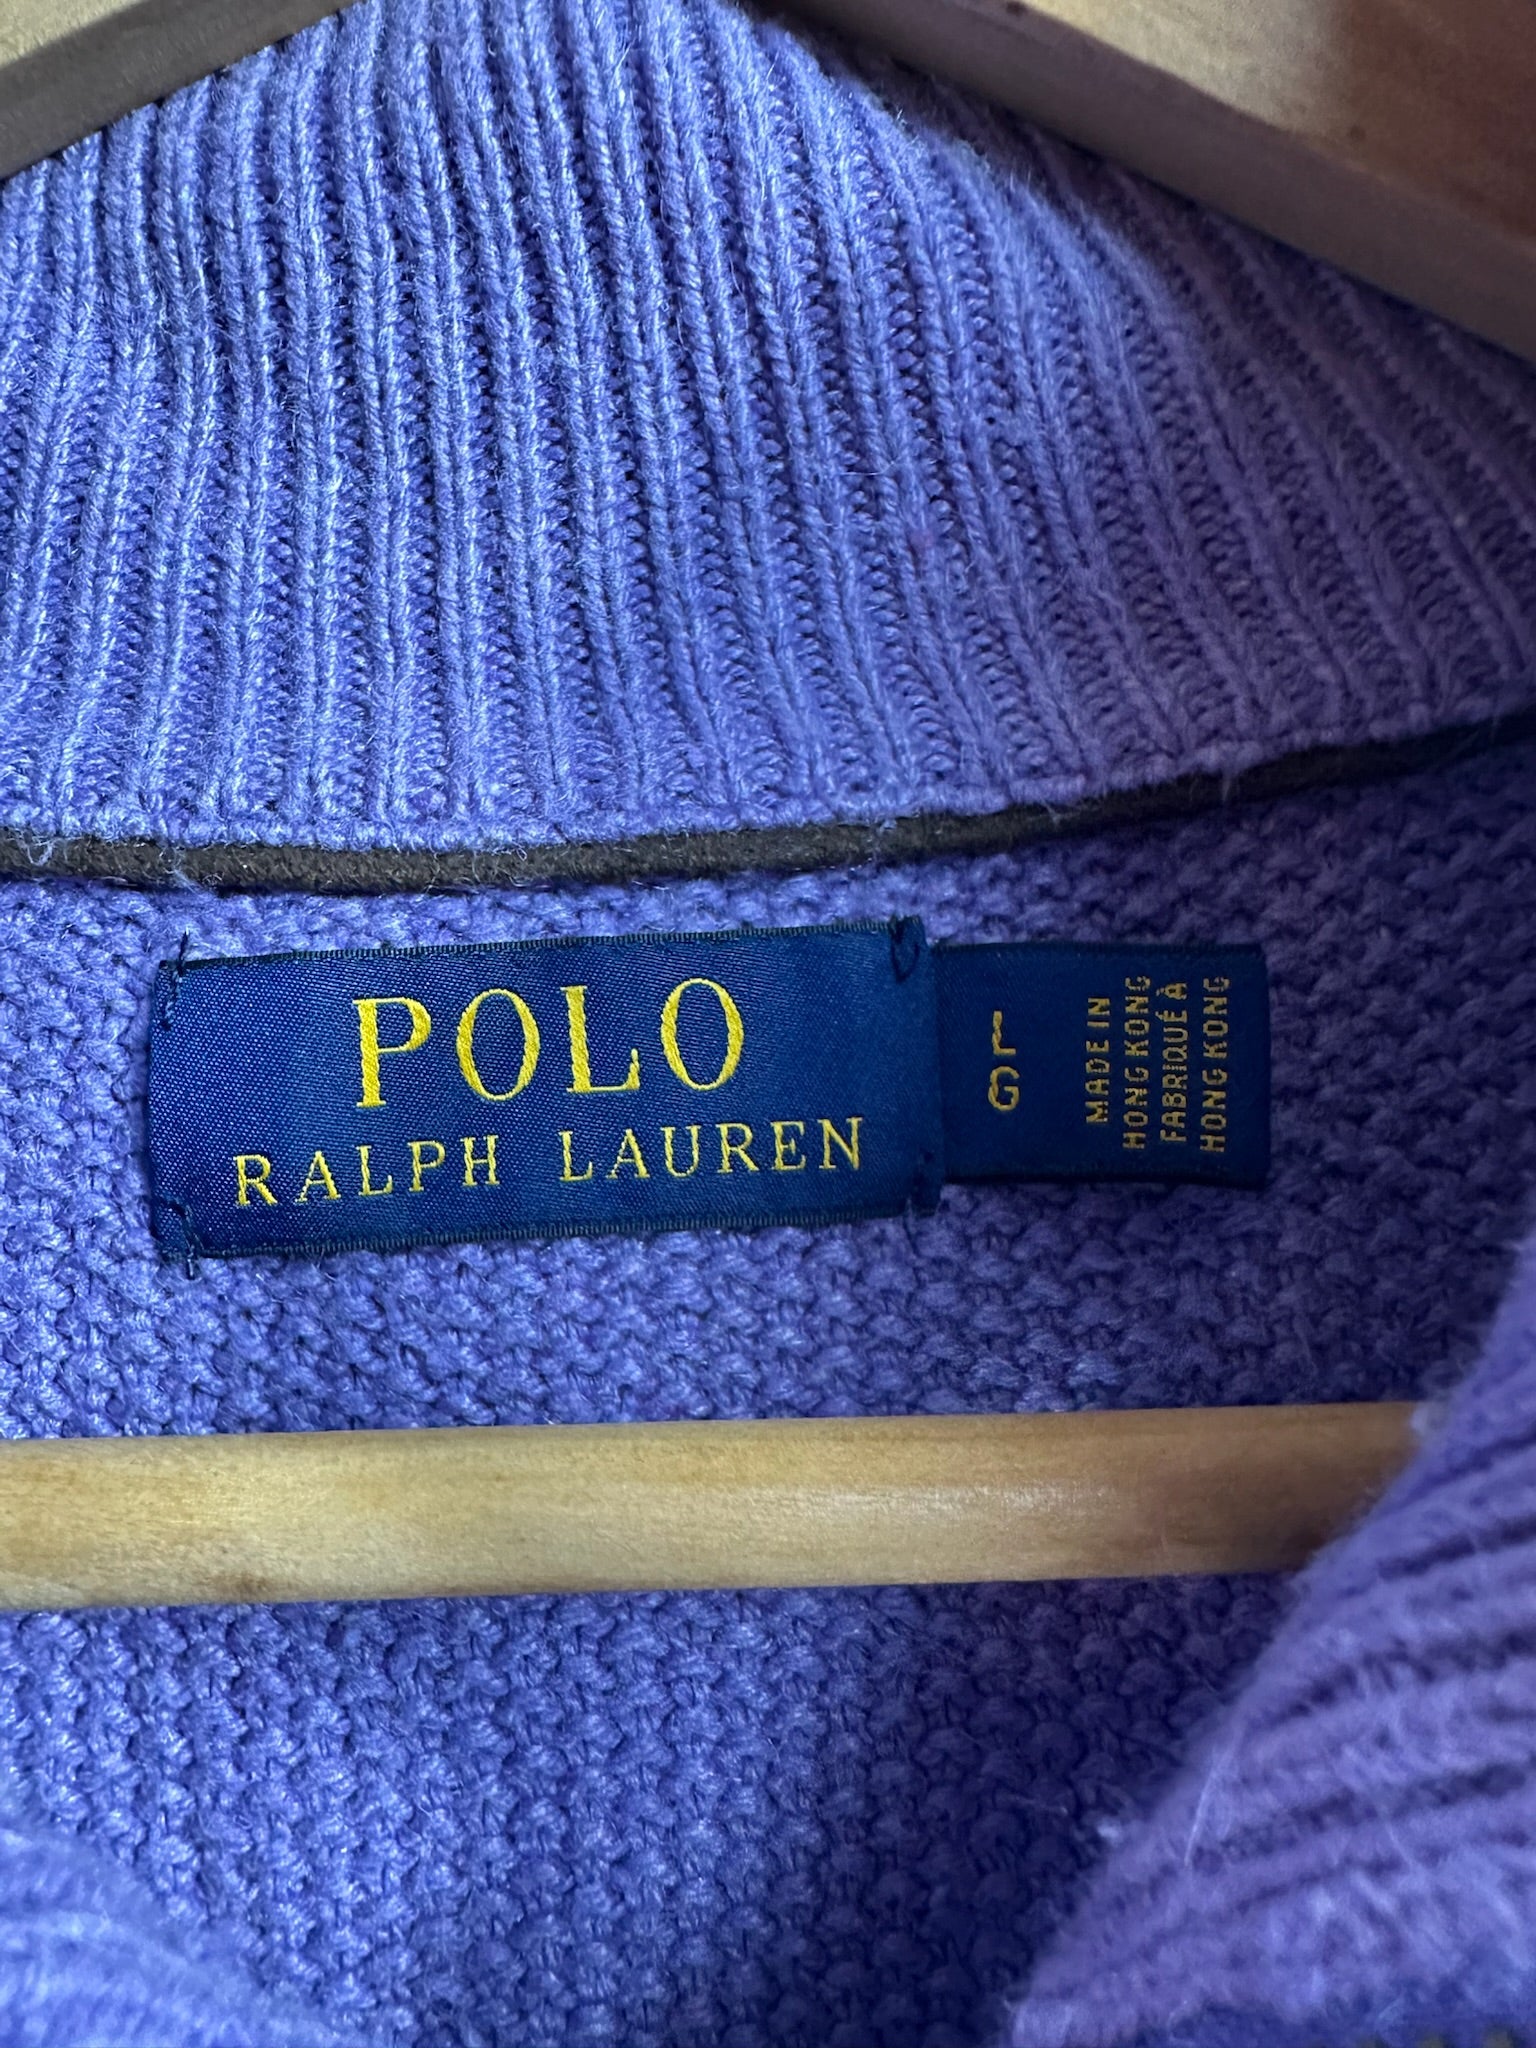 POLO
RALPH LAUREN
L
G
MADE IN
HONG KONG
FABRIQUÉ À
HONG KONG